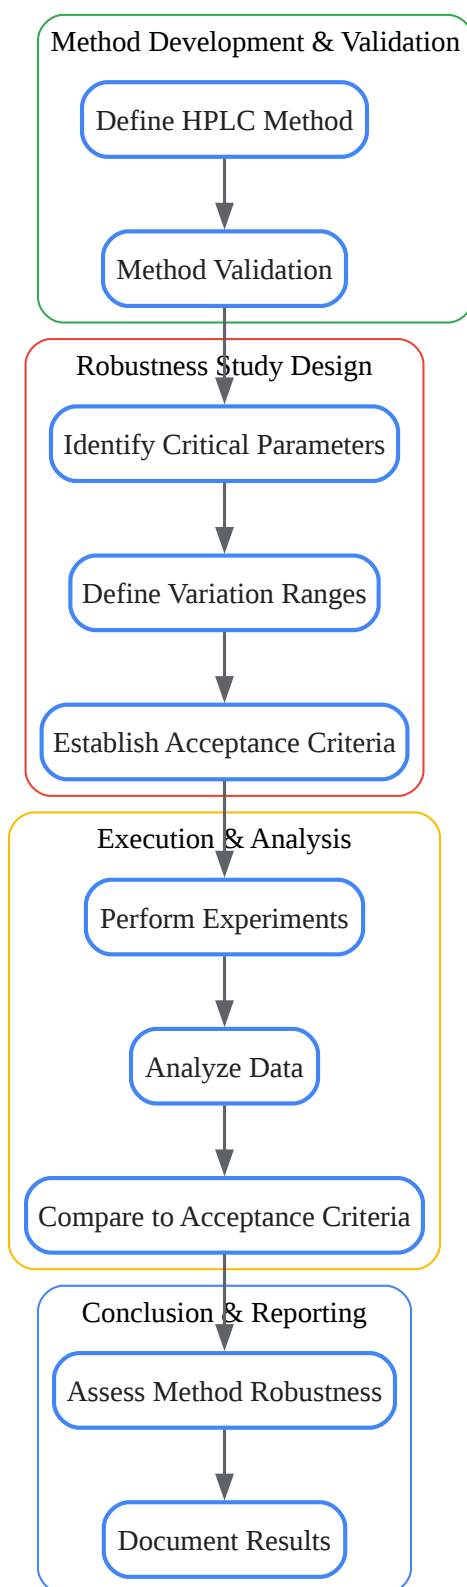 Method Development & Validation
Define HPLC Method
Method Validation
Robustness Study Design
Identify Critical Parameters
Define Variation Ranges
Establish Acceptance Criteria
Execution & Analysis
Perform Experiments
Analyze Data
Compare to Acceptance Criteria
Conclusion & Reporting
Assess Method Robustness
Document Results